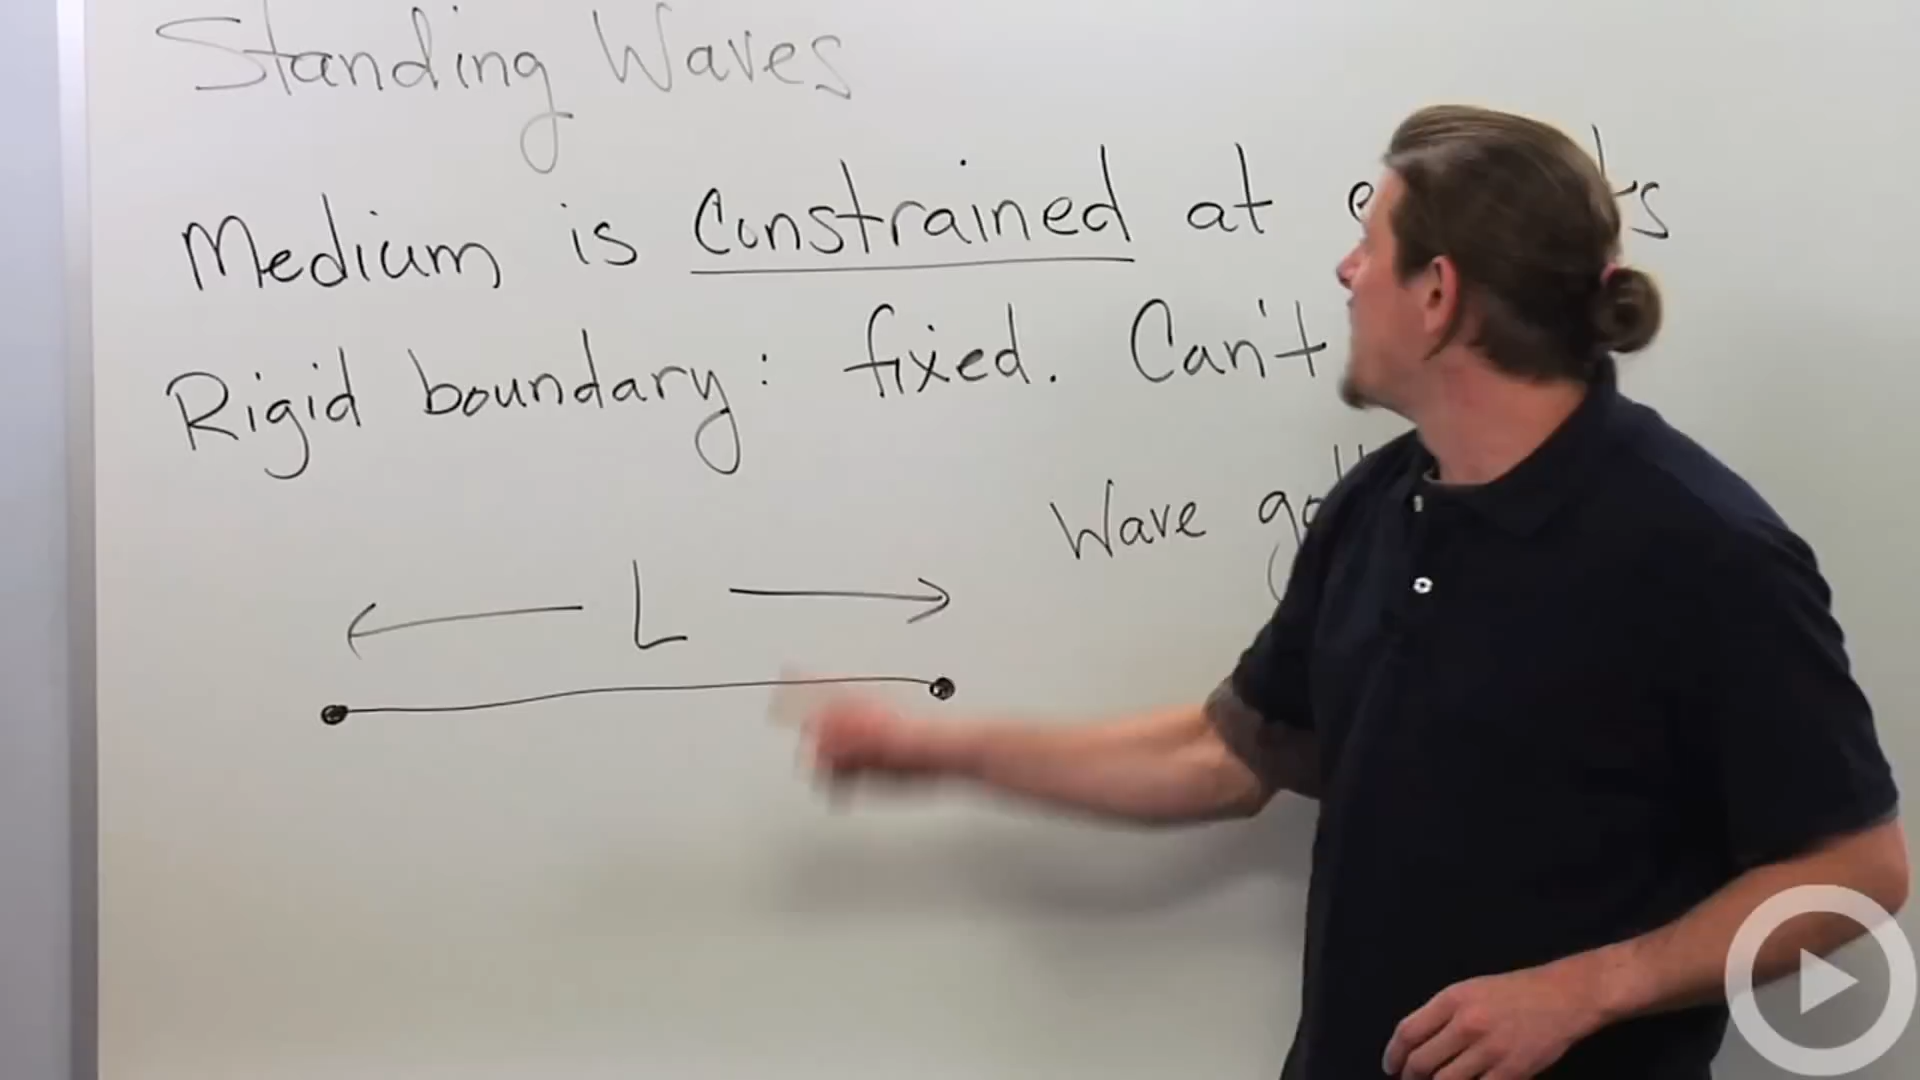 Standing Waves
Medium is constrained at
Rigid boundary: fixed. Can't
Wave
L